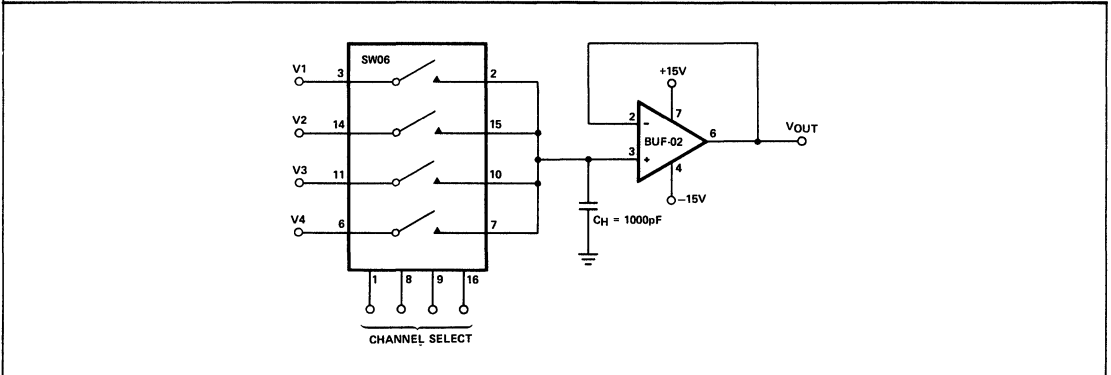 SW06
V1
3
2
V2
14
15
V3
11
10
V4
6
7
1
8
9
16
CHANNEL SELECT
+15V
7
2
-
BUF-02
6
VOUT
3
+
4
-15V
CH = 1000pF